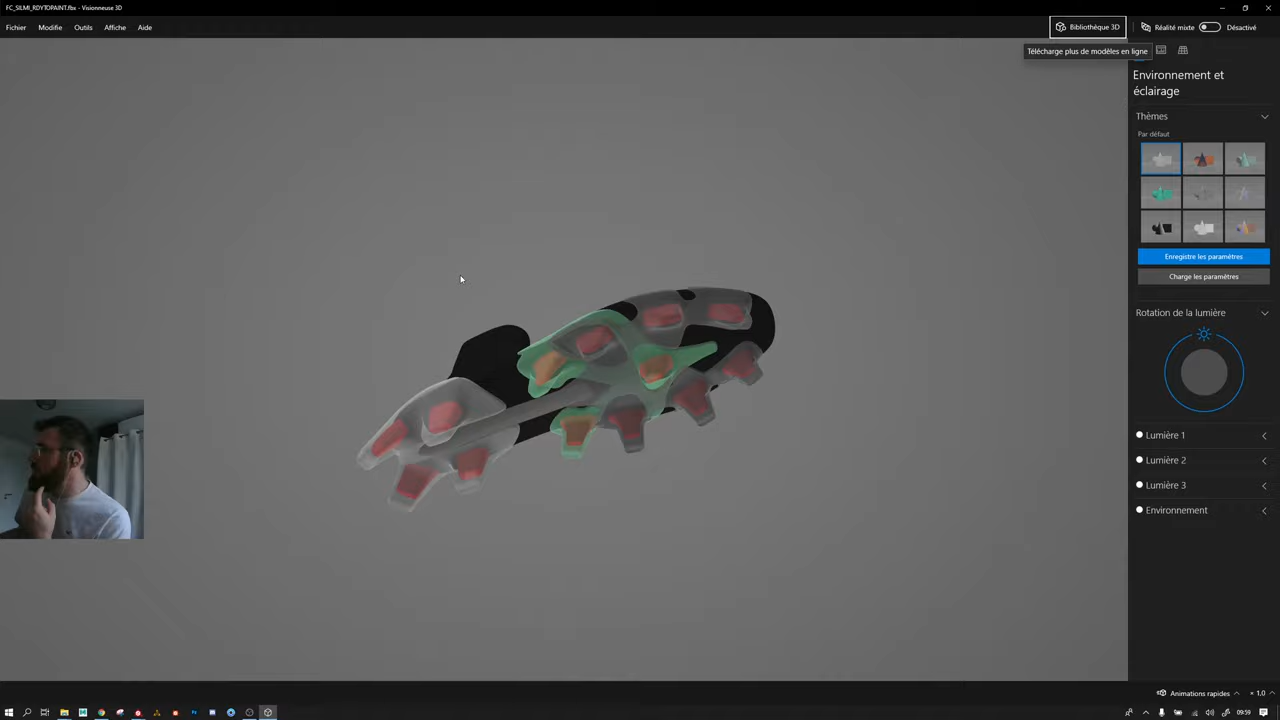 FC_SILMI_RDYTOPAINT.fbx - Visionneuse 3D
Fichier
Modifie
Outils
Affiche
Aide
Bibliothèque 3D
Réalité mixte
Désactivé
Télécharge plus de modèles en ligne
Environnement et
éclairage
Thèmes
Par défaut
Enregistre les paramètres
Charge les paramètres
Rotation de la lumière
Lumière 1
Lumière 2
Lumière 3
Environnement
Animations rapides
× 1.0
09:59